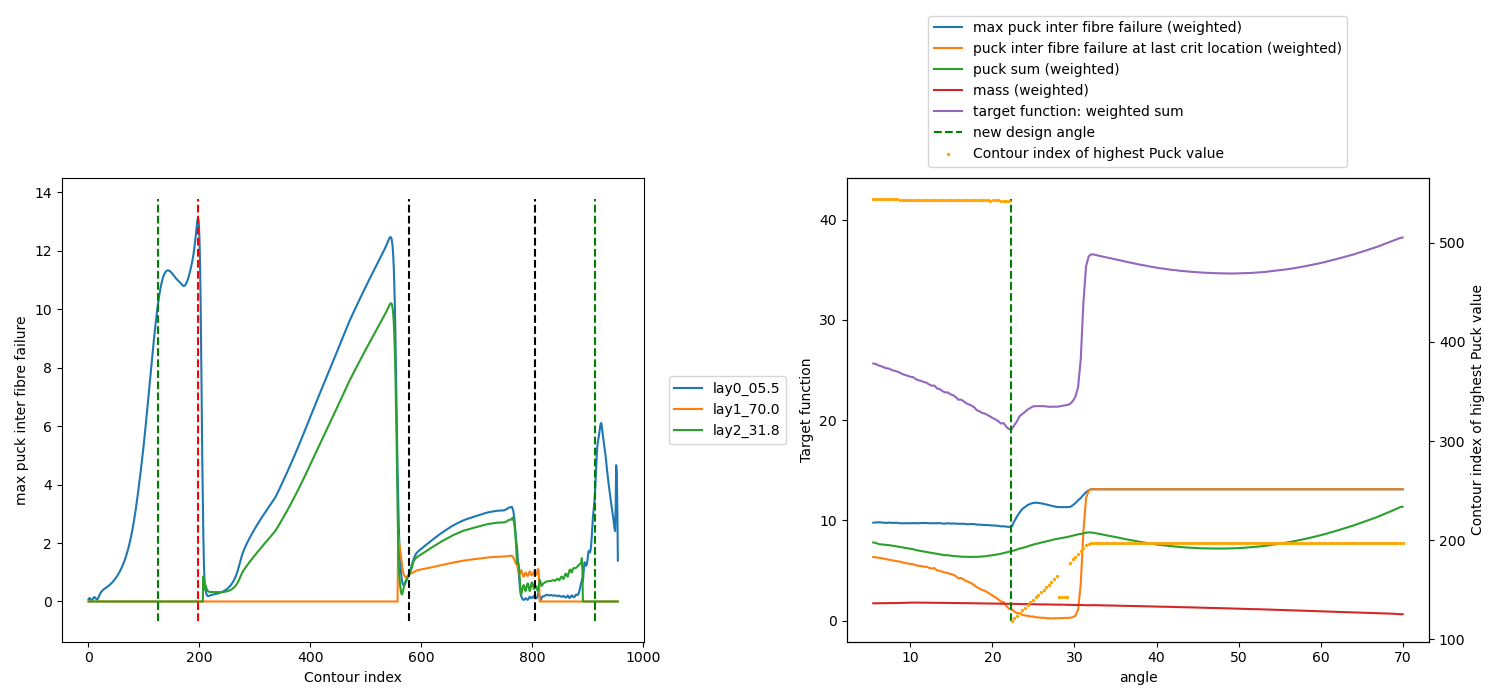 max puck inter fibre failure (weighted)
puck inter fibre failure at last crit location (weighted)
puck sum (weighted)
mass (weighted)
target function: weighted sum
new design angle
Contour index of highest Puck value
14
12
10
8
6
4
2
0
max puck inter fibre failure
0
200
400
600
800
1000
Contour index
lay0_05.5
lay1_70.0
lay2_31.8
40
30
20
10
0
Target function
10
20
30
40
50
60
70
angle
500
400
300
200
100
Contour index of highest Puck value